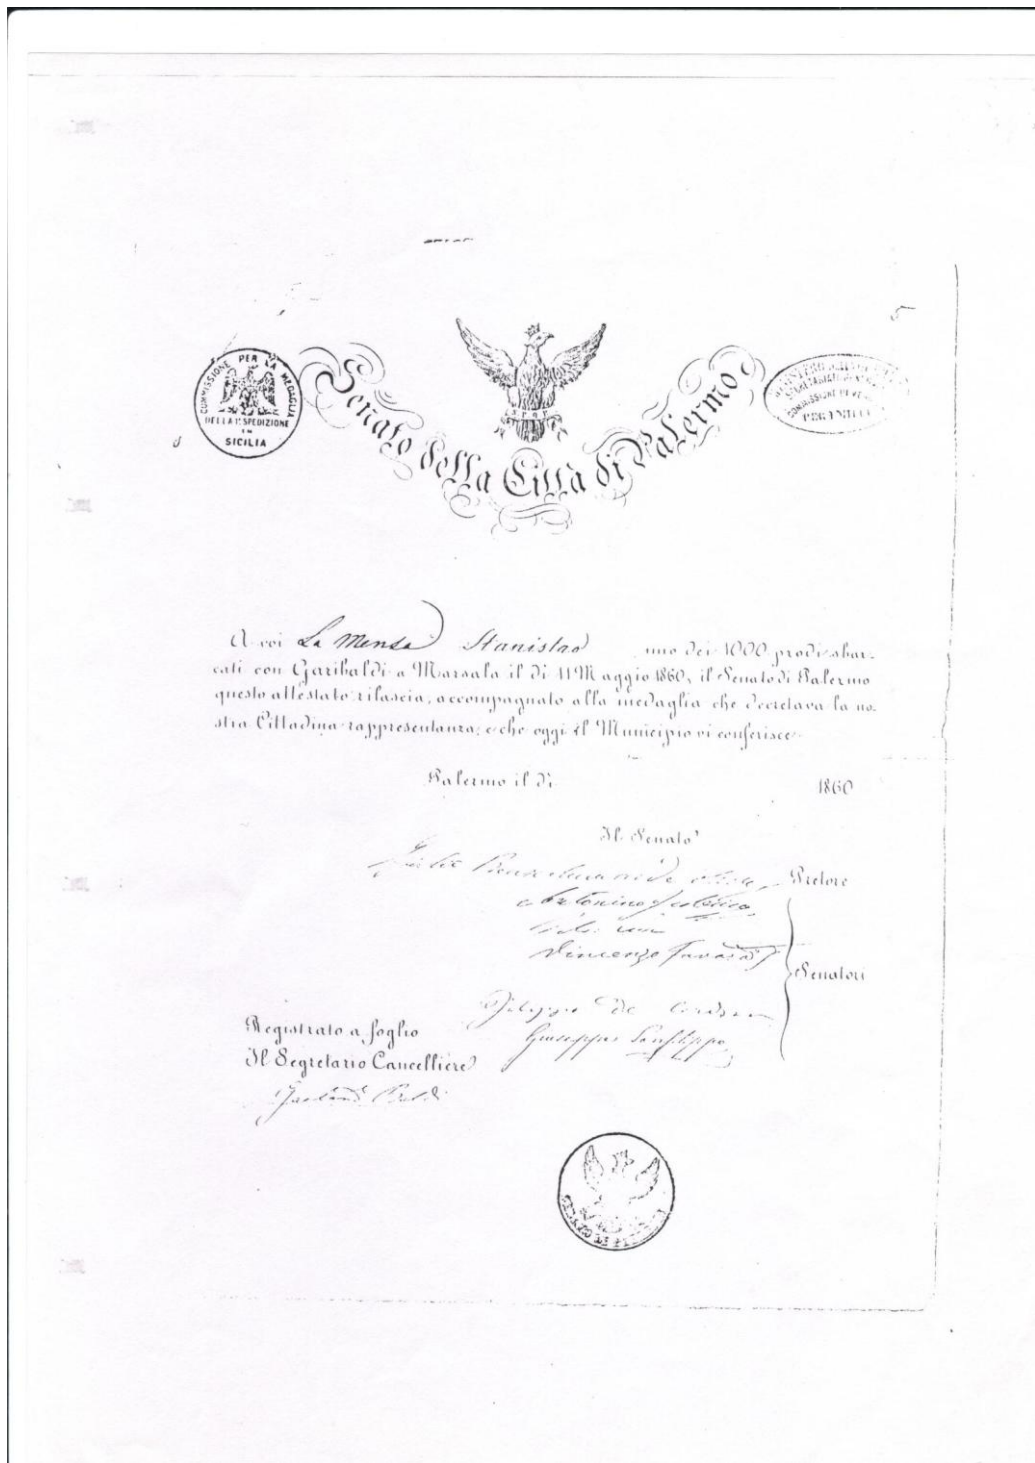 COMMISSIONE PER LA MEDAGLIA
DELLA 1ª SPEDIZIONE
IN
SICILIA
Senato della Città di Palermo
S.P.Q.P.
A voi La Mensa Stanislao uno dei 1000 prodi sbar-
cati con Garibaldi a Marsala il dì 11 Maggio 1860, il Senato di Palermo
questo attestato rilascia, accompagnato alla medaglia che decretava la no-
stra Cittadina rappresentanza, e che oggi il Municipio vi conferisce.
Palermo il dì 1860
Il Senato
Pretore
Antonino
Vincenzo
Senatori
Filippo De Cordova
Giuseppe Sanfilippo
Registrato a foglio
Il Segretario Cancelliere
Gaetano